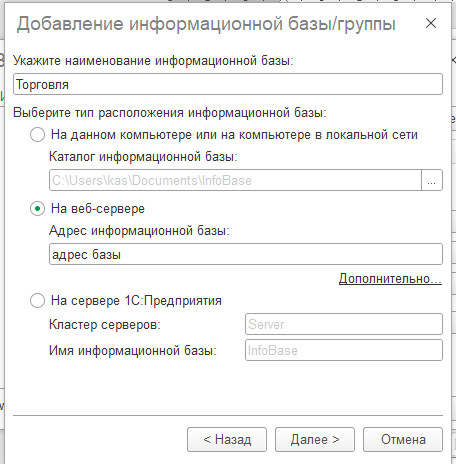 Добавление информационной базы/группы
Укажите наименование информационной базы:
Торговля
Выберите тип расположения информационной базы:
На данном компьютере или на компьютере в локальной сети
Каталог информационной базы:
C:\Users\kas\Documents\InfoBase
...
На веб-сервере
Адрес информационной базы:
адрес базы
Дополнительно...
На сервере 1С:Предприятия
Кластер серверов:
Server
Имя информационной базы:
InfoBase
< Назад
Далее >
Отмена